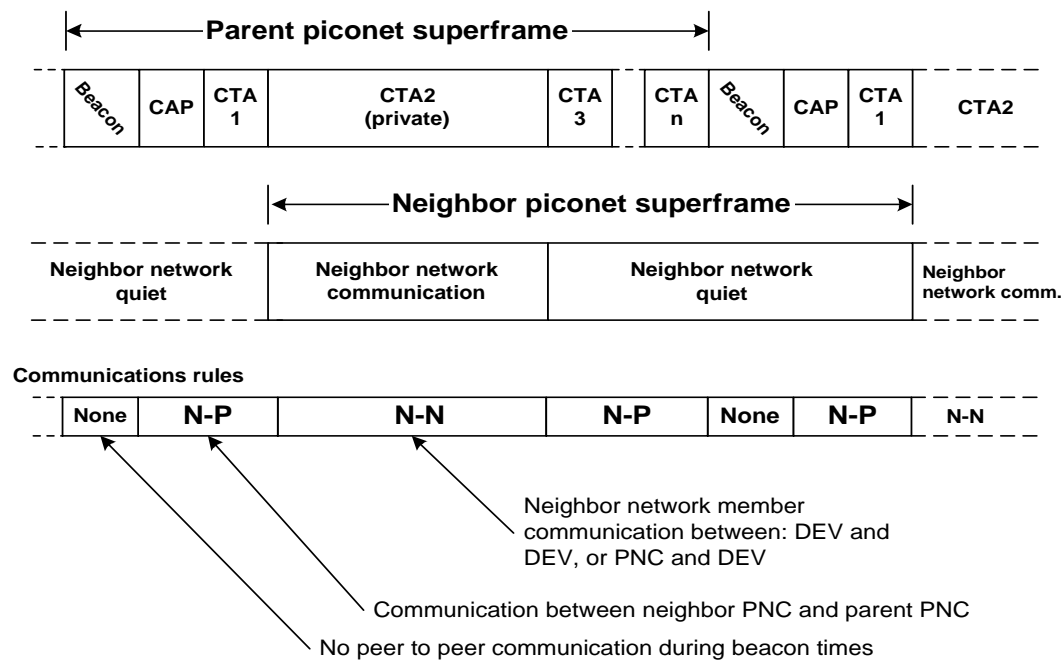 Parent piconet superframe
Beacon CAP CTA 1 CTA2 (private) CTA 3 CTA n Beacon CAP CTA 1 CTA2
Neighbor piconet superframe
Neighbor network quiet
Neighbor network communication
Neighbor network quiet
Neighbor network comm.
Communications rules
None N-P N-N N-P None N-P N-N
Neighbor network member
communication between: DEV and
DEV, or PNC and DEV
Communication between neighbor PNC and parent PNC
No peer to peer communication during beacon times